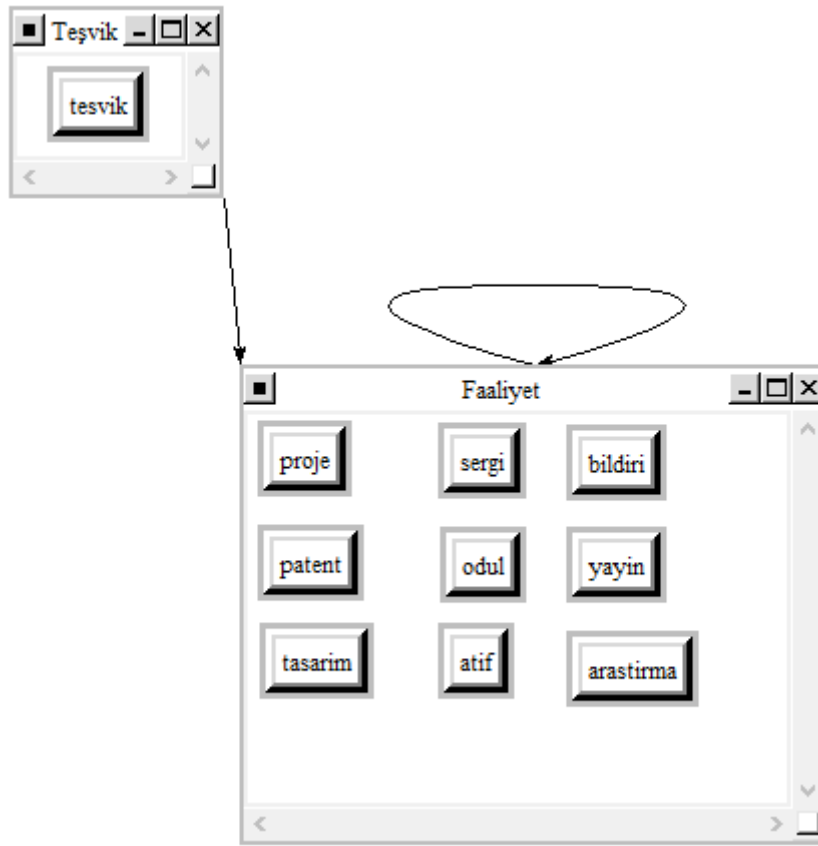 Teşvik
tesvik
Faaliyet
proje
sergi
bildiri
patent
odul
yayin
tasarim
atif
arastirma